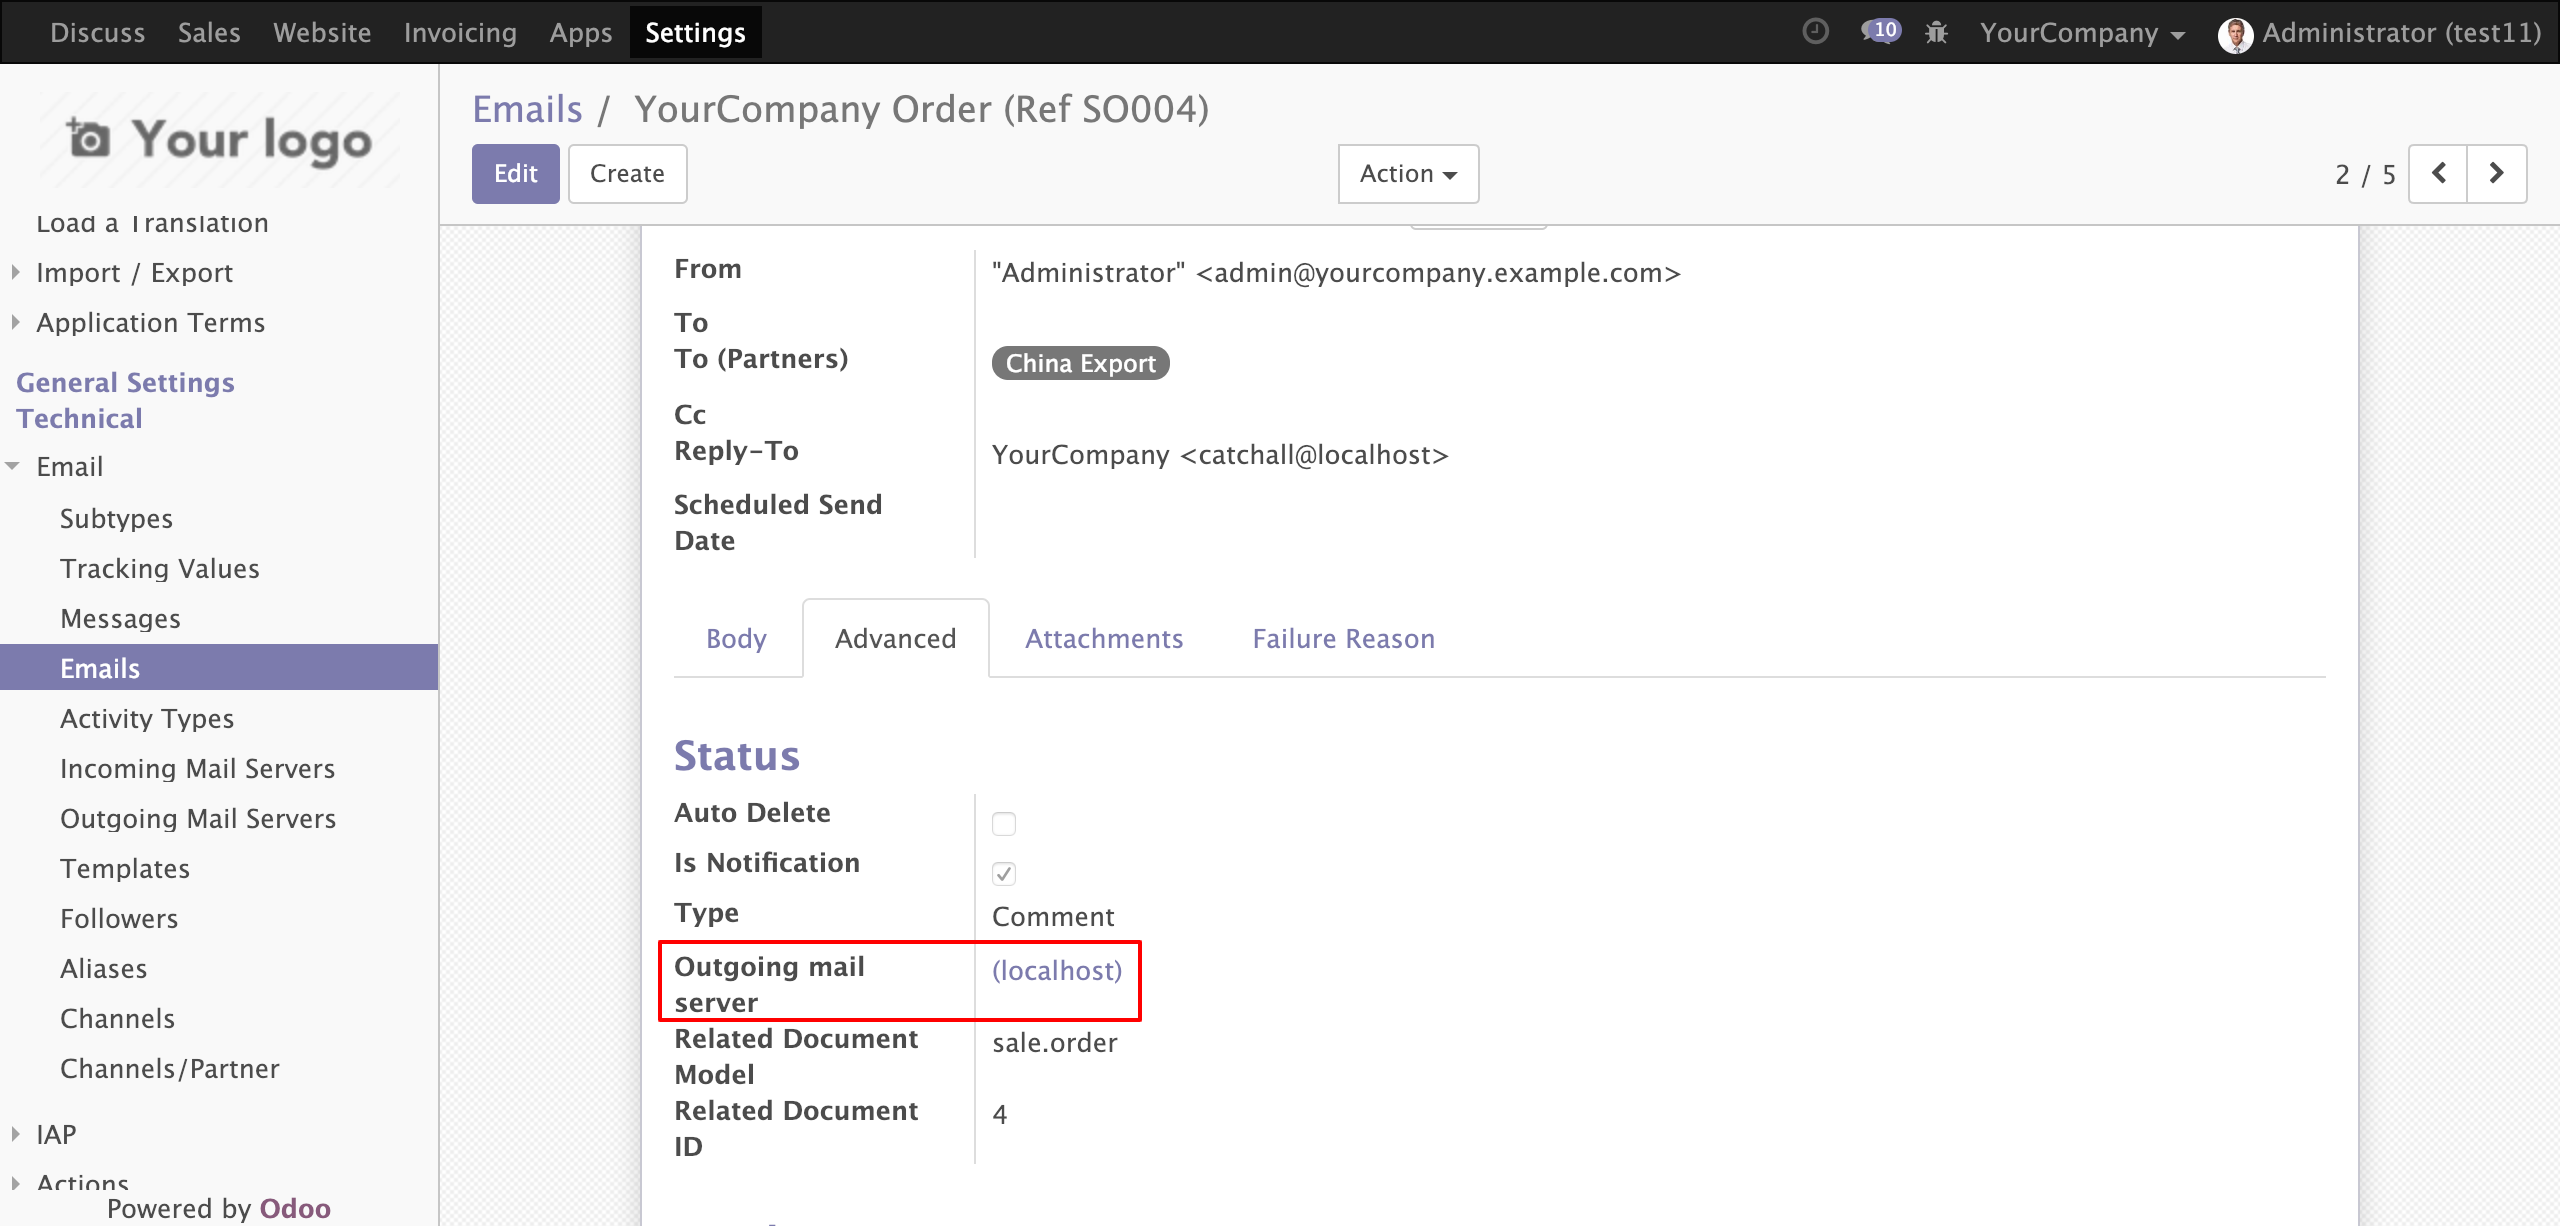 Discuss Sales Website Invoicing Apps Settings 10 YourCompany Administrator (test11)
Your logo
Emails / YourCompany Order (Ref SO004)
Edit Create Action 2 / 5
Load a Translation
Import / Export
Application Terms
General Settings
Technical
Email
Subtypes
Tracking Values
Messages
Emails
Activity Types
Incoming Mail Servers
Outgoing Mail Servers
Templates
Followers
Aliases
Channels
Channels/Partner
IAP
Actions
Powered by Odoo
From "Administrator" <admin@yourcompany.example.com>
To
To (Partners) China Export
Cc
Reply-To YourCompany <catchall@localhost>
Scheduled Send
Date
Body Advanced Attachments Failure Reason
Status
Auto Delete
Is Notification
Type Comment
Outgoing mail (localhost)
server
Related Document sale.order
Model
Related Document 4
ID